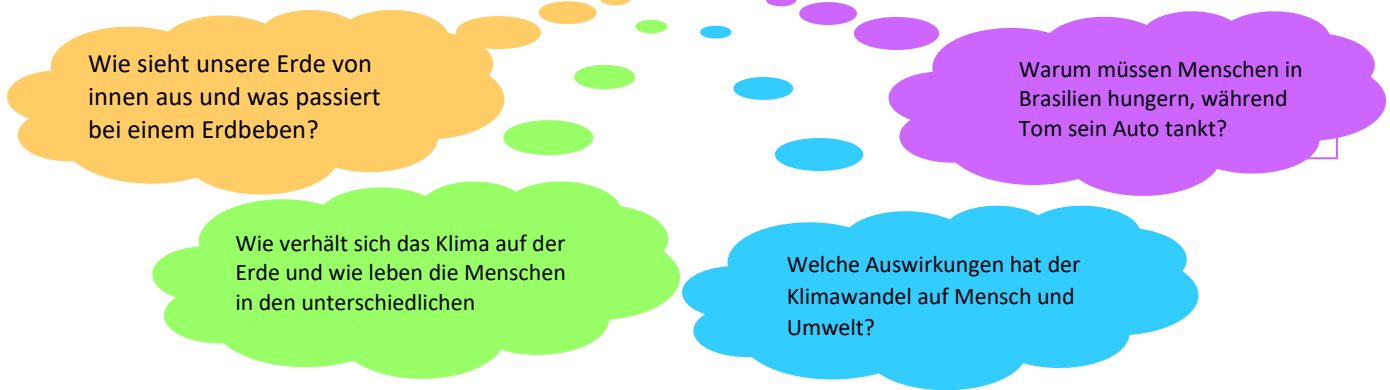 Wie sieht unsere Erde von
innen aus und was passiert
bei einem Erdbeben?
Warum müssen Menschen in
Brasilien hungern, während
Tom sein Auto tankt?
Wie verhält sich das Klima auf der
Erde und wie leben die Menschen
in den unterschiedlichen
Welche Auswirkungen hat der
Klimawandel auf Mensch und
Umwelt?